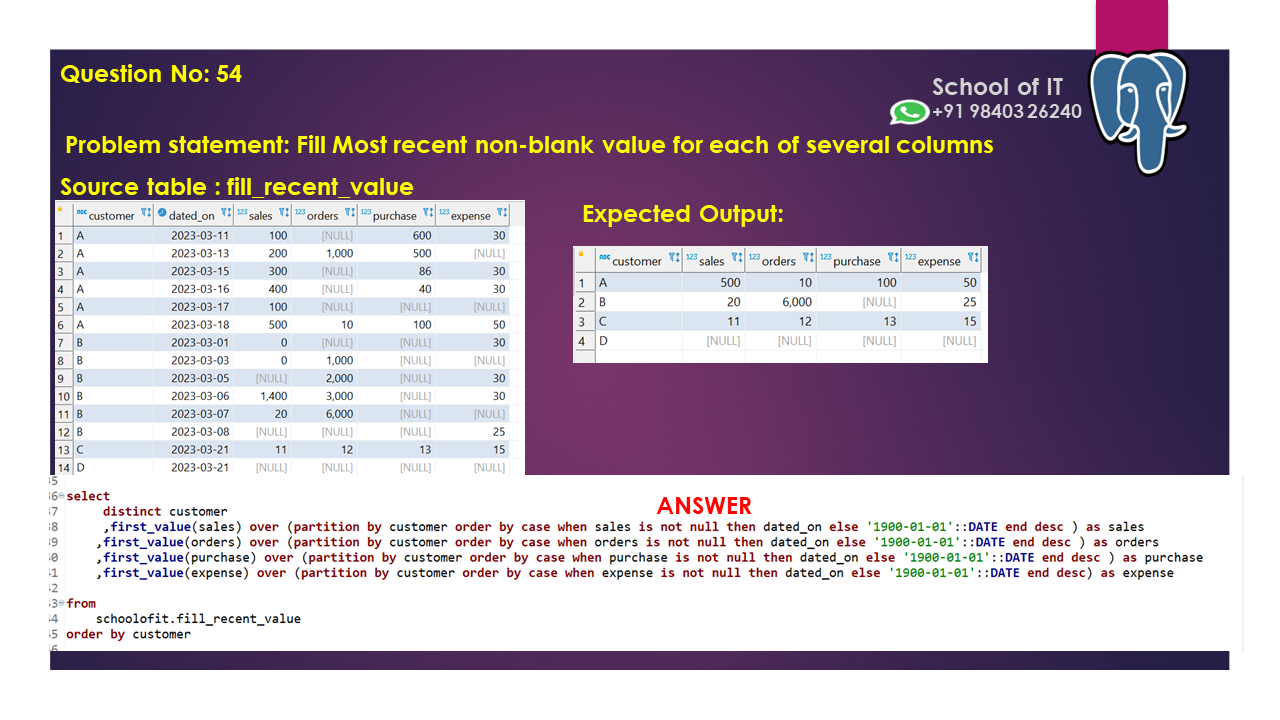 Question No: 54
School of IT
+91 98403 26240
Problem statement: Fill Most recent non-blank value for each of several columns
Source table : fill_recent_value
Expected Output:
ABC customer 123 sales 123 orders 123 purchase 123 expense
1 A 500 10 100 50
2 B 20 6,000 [NULL] 25
3 C 11 12 13 15
4 D [NULL] [NULL] [NULL] [NULL]
ABC customer dated_on 123 sales 123 orders 123 purchase 123 expense
1 A 2023-03-11 100 [NULL] 600 30
2 A 2023-03-13 200 1,000 500 [NULL]
3 A 2023-03-15 300 [NULL] 86 30
4 A 2023-03-16 400 [NULL] 40 30
5 A 2023-03-17 100 [NULL] [NULL] [NULL]
6 A 2023-03-18 500 10 100 50
7 B 2023-03-01 0 [NULL] [NULL] 30
8 B 2023-03-03 0 1,000 [NULL] [NULL]
9 B 2023-03-05 [NULL] 2,000 [NULL] 30
10 B 2023-03-06 1,400 3,000 [NULL] 30
11 B 2023-03-07 20 6,000 [NULL] [NULL]
12 B 2023-03-08 [NULL] [NULL] [NULL] 25
13 C 2023-03-21 11 12 13 15
14 D 2023-03-21 [NULL] [NULL] [NULL] [NULL]
ANSWER
select
distinct customer
,first_value(sales) over (partition by customer order by case when sales is not null then dated_on else '1900-01-01'::DATE end desc ) as sales
,first_value(orders) over (partition by customer order by case when orders is not null then dated_on else '1900-01-01'::DATE end desc ) as orders
,first_value(purchase) over (partition by customer order by case when purchase is not null then dated_on else '1900-01-01'::DATE end desc ) as purchase
,first_value(expense) over (partition by customer order by case when expense is not null then dated_on else '1900-01-01'::DATE end desc) as expense
from
schoolofit.fill_recent_value
order by customer